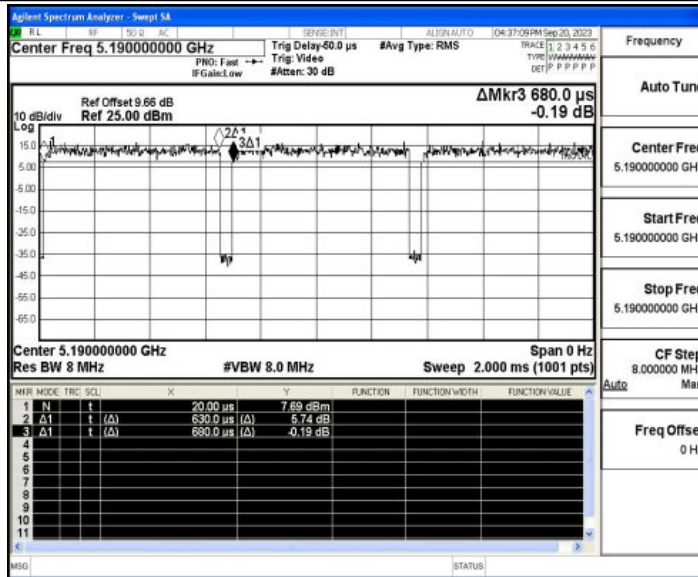 Agilent Spectrum Analyzer - Swept SA
RL RF 50 Ω AC SENSE:INT ALIGN AUTO 04:37:09 PM Sep 20, 2023
Center Freq 5.190000000 GHz
PNO: Fast
IFGain:Low
Trig Delay-50.0 µs
Trig: Video
#Atten: 30 dB
#Avg Type: RMS
TRACE 1 2 3 4 5 6
TYPE
DET P P P P P P
Ref Offset 9.66 dB
10 dB/div Ref 25.00 dBm
ΔMkr3 680.0 µs
-0.19 dB
Log
15.0
5.00
-5.00
-15.0
-25.0
-35.0
-45.0
-55.0
-65.0
1
2Δ1
3Δ1
Center 5.190000000 GHz Span 0 Hz
Res BW 8 MHz #VBW 8.0 MHz Sweep 2.000 ms (1001 pts)
MKR MODE TRC SCL X Y FUNCTION FUNCTION WIDTH FUNCTION VALUE
1 N t 20.00 µs 7.69 dBm
2 Δ1 t (Δ) 630.0 µs (Δ) 5.74 dB
3 Δ1 t (Δ) 680.0 µs (Δ) -0.19 dB
4
5
6
7
8
9
10
11
MSG STATUS
Frequency
Auto Tune
Center Fre
5.190000000 GH
Start Fre
5.190000000 GH
Stop Fre
5.190000000 GH
CF Step
8.000000 MH
Auto Ma
Freq Offse
0 H